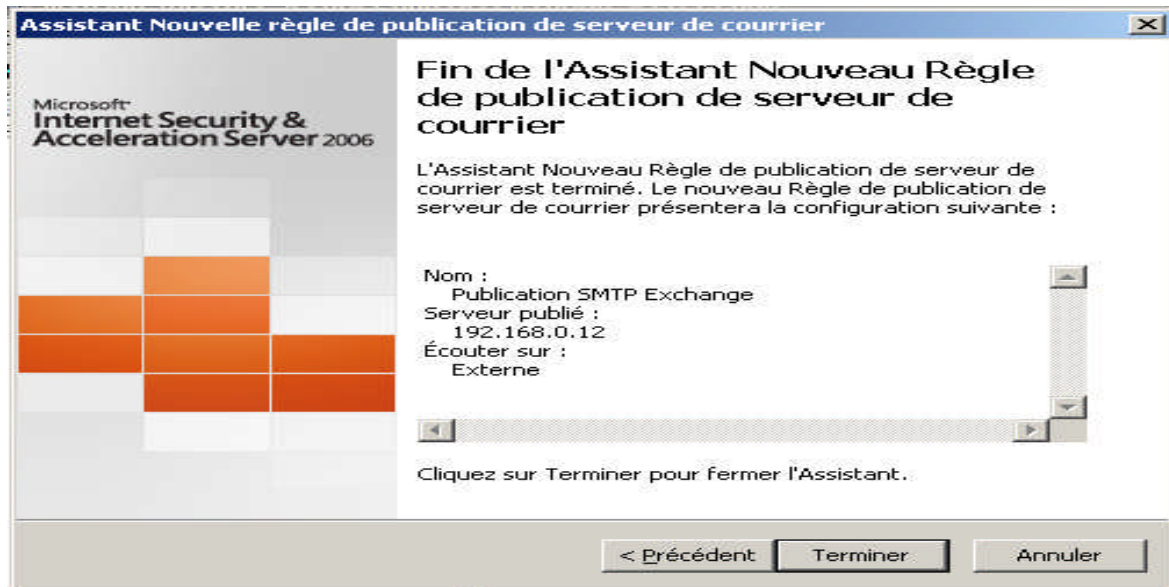 Assistant Nouvelle règle de publication de serveur de courrier
Microsoft
Internet Security &
Acceleration Server 2006
Fin de l'Assistant Nouveau Règle
de publication de serveur de
courrier
L'Assistant Nouveau Règle de publication de serveur de
courrier est terminé. Le nouveau Règle de publication de
serveur de courrier présentera la configuration suivante :
Nom :
Publication SMTP Exchange
Serveur publié :
192.168.0.12
Écouter sur :
Externe
Cliquez sur Terminer pour fermer l'Assistant.
< Précédent
Terminer
Annuler